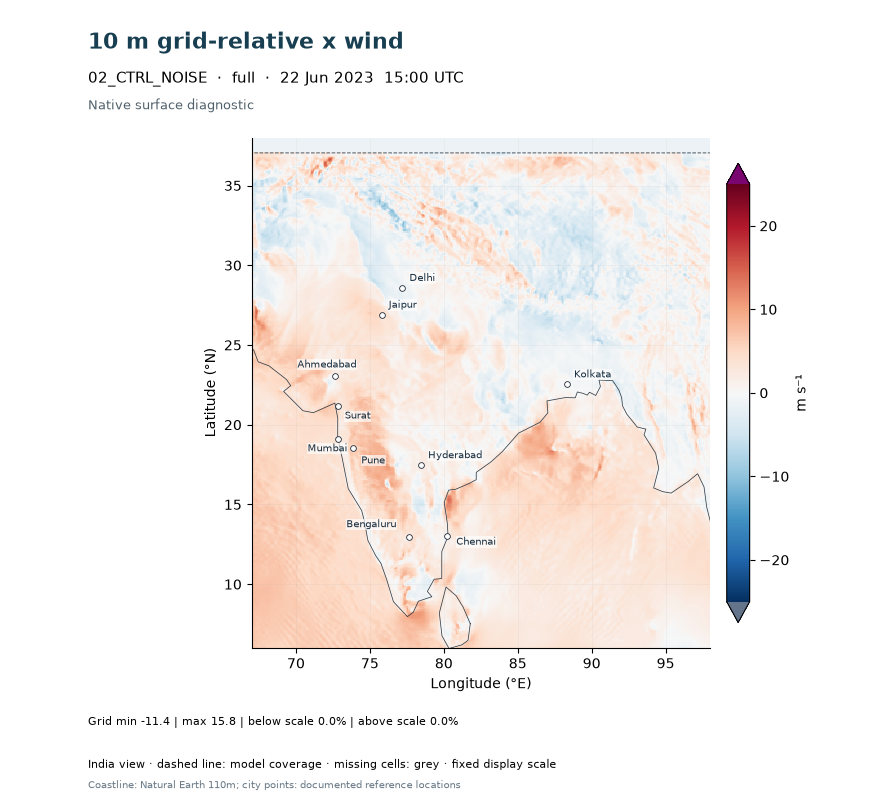 10 m grid-relative x wind
02_CTRL_NOISE · full · 22 Jun 2023 15:00 UTC
Native surface diagnostic
35
30
25
20
15
10
Latitude (°N)
70
75
80
85
90
95
Longitude (°E)
Delhi
Jaipur
Ahmedabad
Kolkata
Surat
Mumbai
Pune
Hyderabad
Bengaluru
Chennai
20
10
0
−10
−20
m s⁻¹
Grid min -11.4 | max 15.8 | below scale 0.0% | above scale 0.0%
India view · dashed line: model coverage · missing cells: grey · fixed display scale
Coastline: Natural Earth 110m; city points: documented reference locations